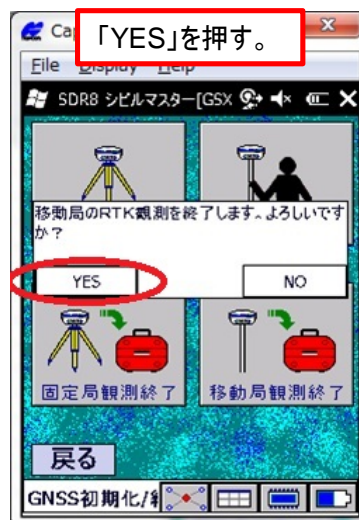 「YES」を押す。
Ca
File Display Help
SDR8 シビルマスター[GSX
移動局のRTK観測を終了します。よろしいです
か？
YES NO
固定局観測終了 移動局観測終了
戻る
GNSS初期化/